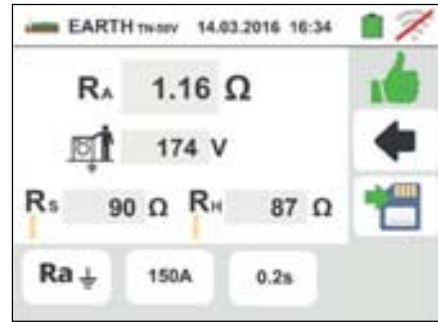 EARTH TN-50V 14.03.2016 16:34
RA 1.16 Ω
174 V
RS 90 Ω RH 87 Ω
Ra 150A 0.2s